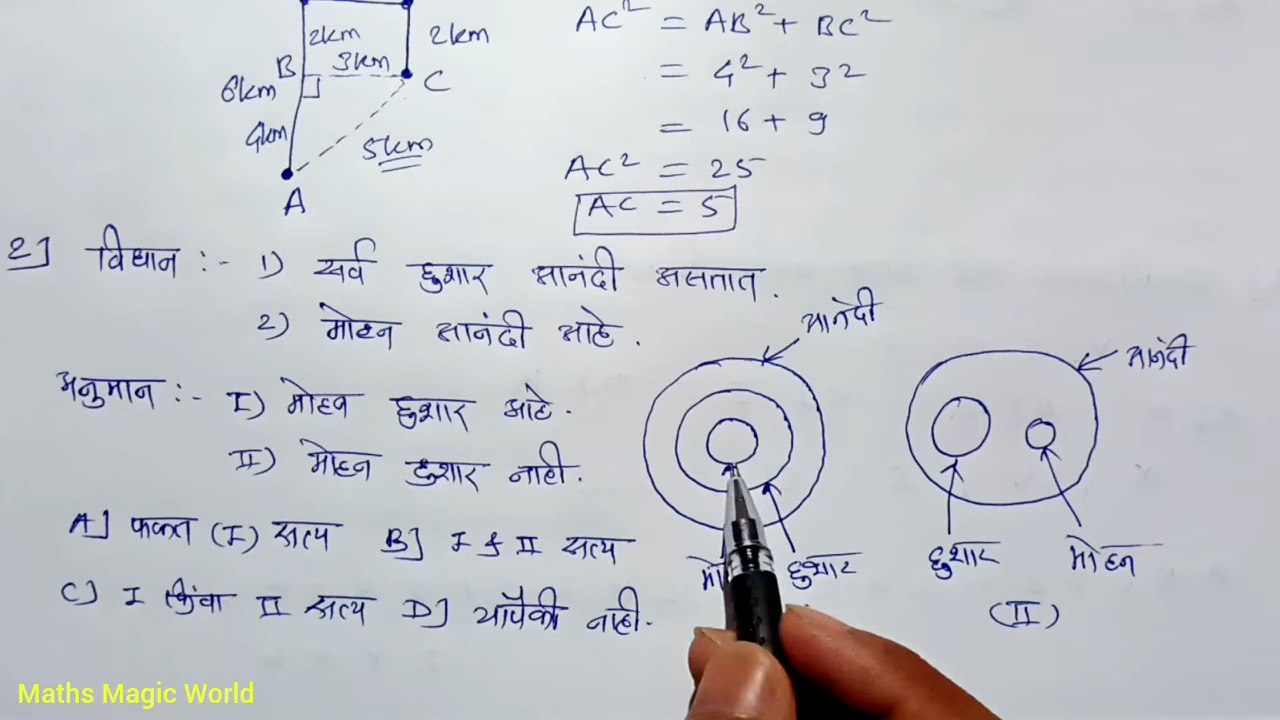 2km
2km
3km
B
C
6km
4km
5km
A
AC² = AB² + BC²
= 4² + 3²
= 16 + 9
AC² = 25
AC = 5
2] विधान :- 1) सर्व हुशार आनंदी असतात.
2) मोहन आनंदी आहे.
अनुमान :- I) मोहन हुशार आहे.
II) मोहन हुशार नाही.
A] फक्त (I) सत्य B] I & II सत्य
C] I किंवा II सत्य D] यापैकी नाही.
आनंदी
हुशार
आनंदी
हुशार
मोहन
(II)
Maths Magic World